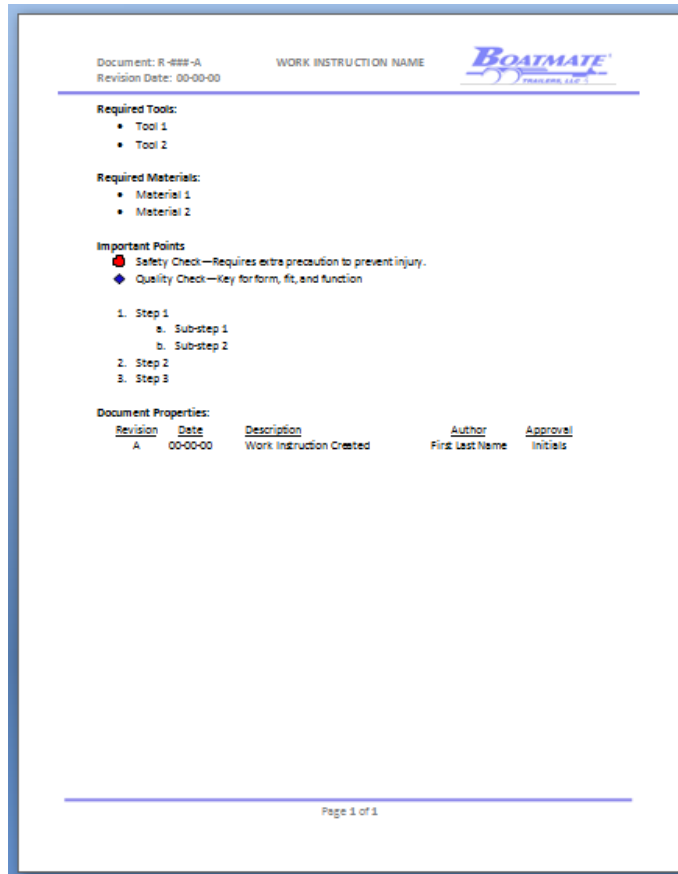 Document: R-###-A
WORK INSTRUCTION NAME
BOATMATE
TRAILERS, LLC
Revision Date: 00-00-00
Required Tools:
• Tool 1
• Tool 2
Required Materials:
• Material 1
• Material 2
Important Points
Safety Check—Requires extra precaution to prevent injury.
Quality Check—Key for form, fit, and function
1. Step 1
a. Sub-step 1
b. Sub-step 2
2. Step 2
3. Step 3
Document Properties:
Revision Date Description Author Approval
A 00-00-00 Work Instruction Created First Last Name Initials
Page 1 of 1